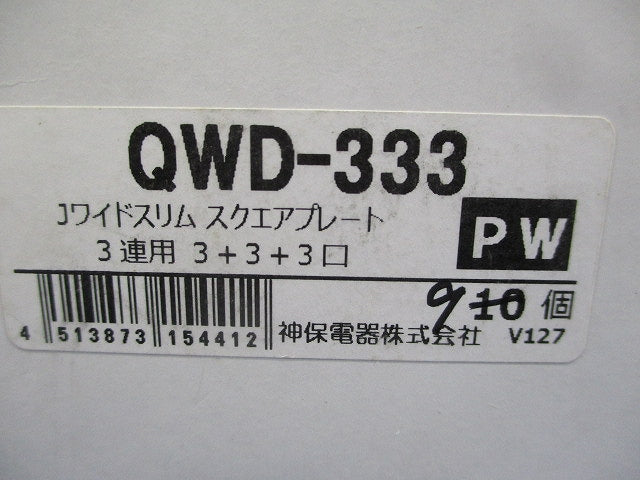 QWD-333
Jワイドスリム スクエアプレート
3連用 3+3+3口
PW
9 10 個
4 513873 154412 神保電器株式会社 V127